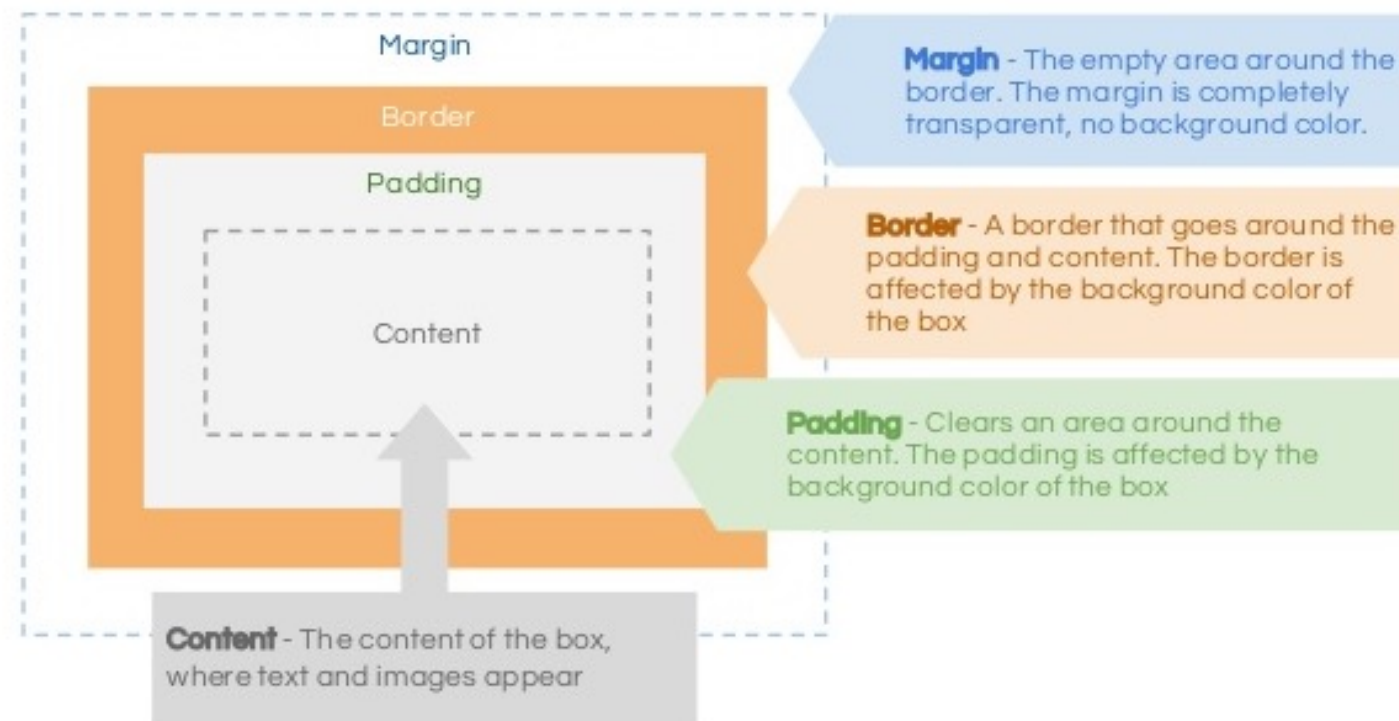 Margin
Border
Padding
Content
Margin - The empty area around the
border. The margin is completely
transparent, no background color.
Border - A border that goes around the
padding and content. The border is
affected by the background color of
the box
Padding - Clears an area around the
content. The padding is affected by the
background color of the box
Content - The content of the box,
where text and images appear